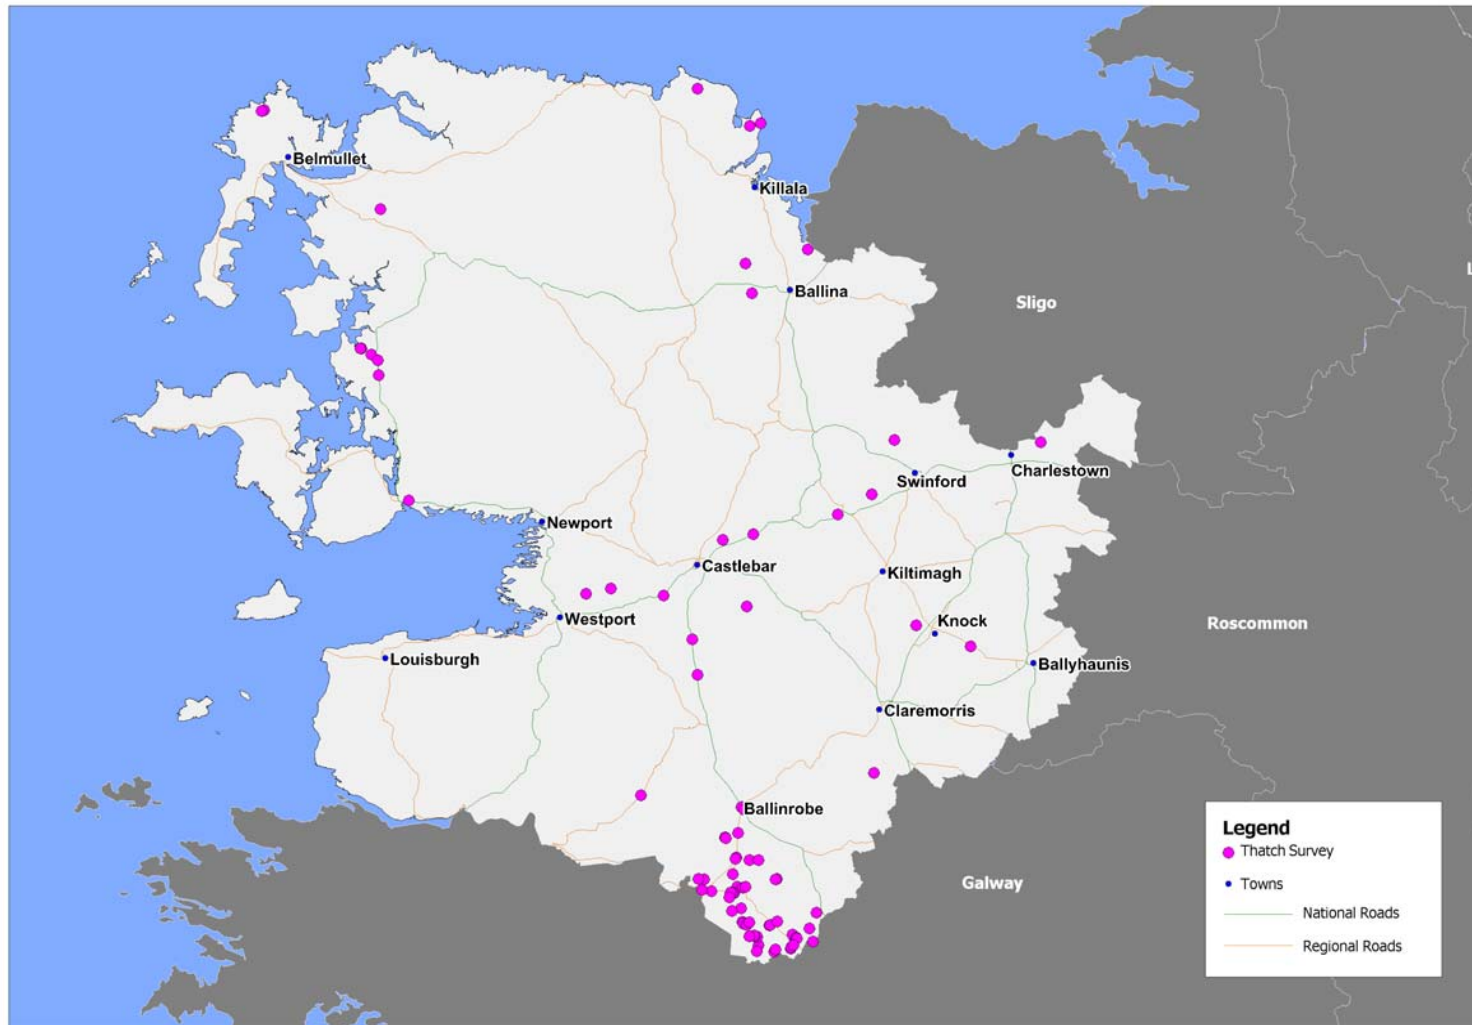 Belmullet
Killala
Ballina
Sligo
L
Charlestown
Swinford
Newport
Castlebar
Kiltimagh
Westport
Knock
Roscommon
Louisburgh
Ballyhaunis
Claremorris
Ballinrobe
Galway
Legend
Thatch Survey
Towns
National Roads
Regional Roads